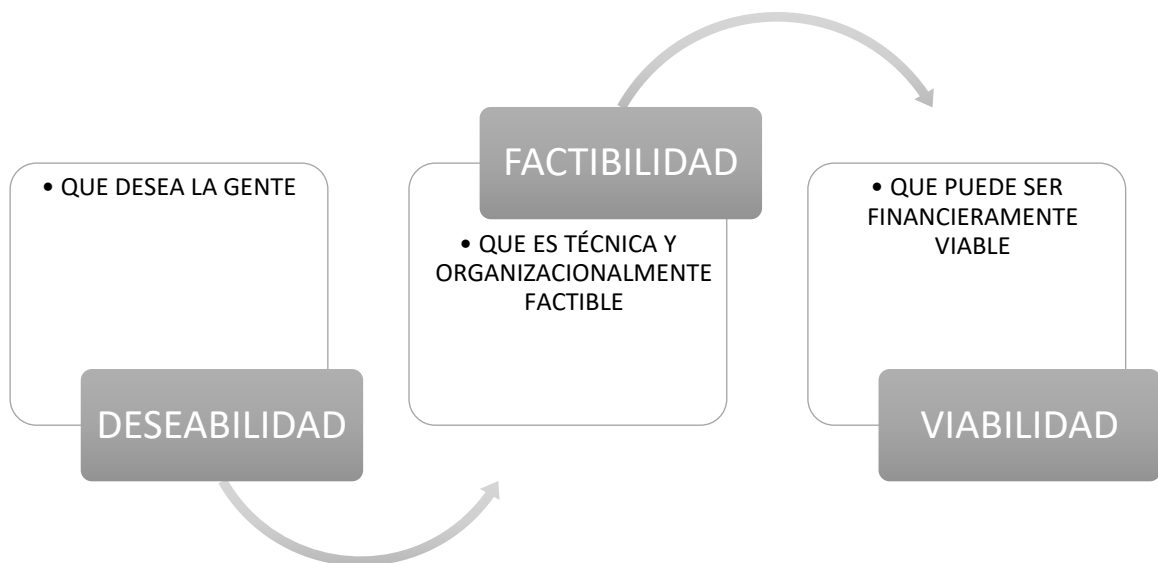 • QUE DESEA LA GENTE
DESEABILIDAD
FACTIBILIDAD
• QUE ES TÉCNICA Y
ORGANIZACIONALMENTE
FACTIBLE
• QUE PUEDE SER
FINANCIERAMENTE
VIABLE
VIABILIDAD